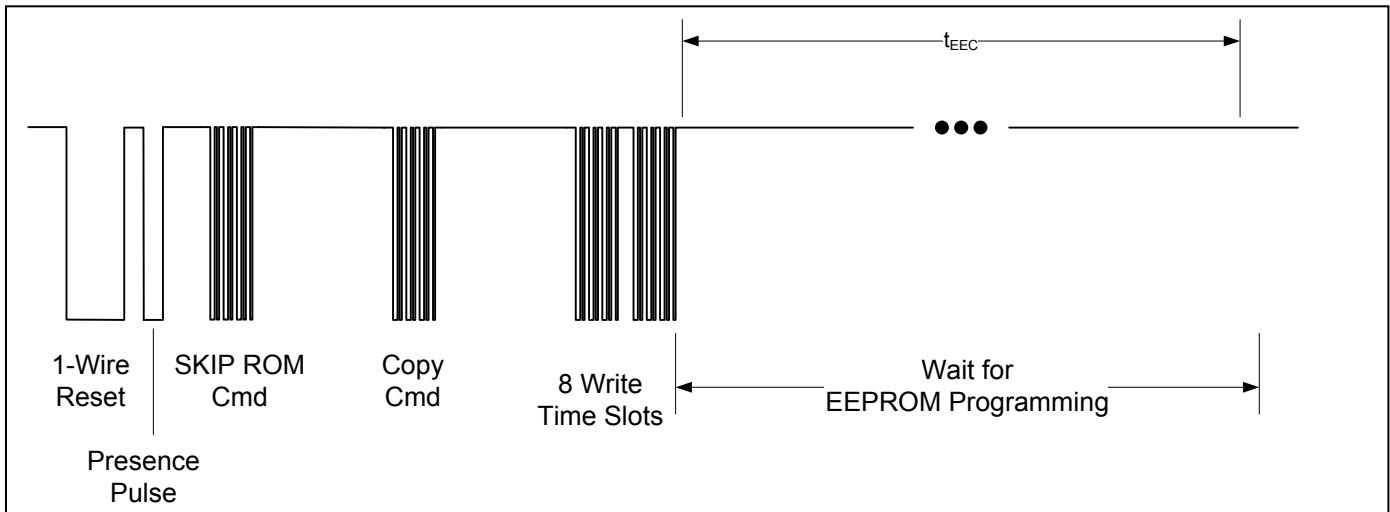 tEEC
1-Wire
Reset
SKIP ROM
Cmd
Copy
Cmd
8 Write
Time Slots
Wait for
EEPROM Programming
Presence
Pulse